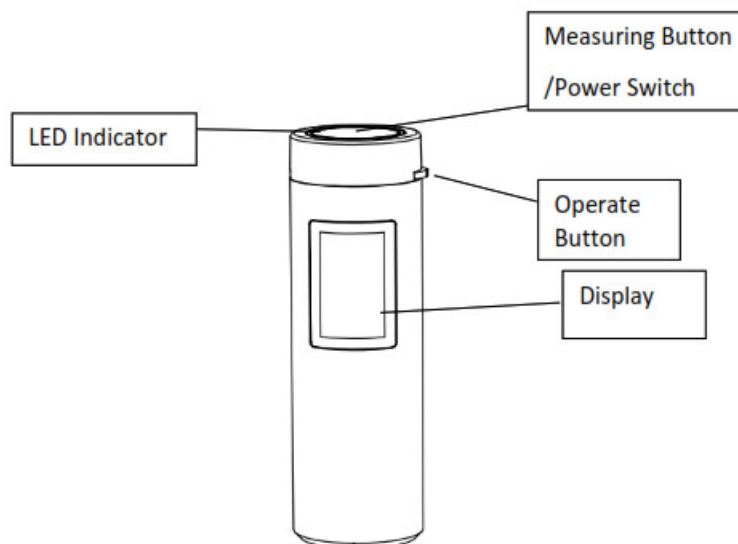 Measuring Button
/Power Switch
LED Indicator
Operate
Button
Display